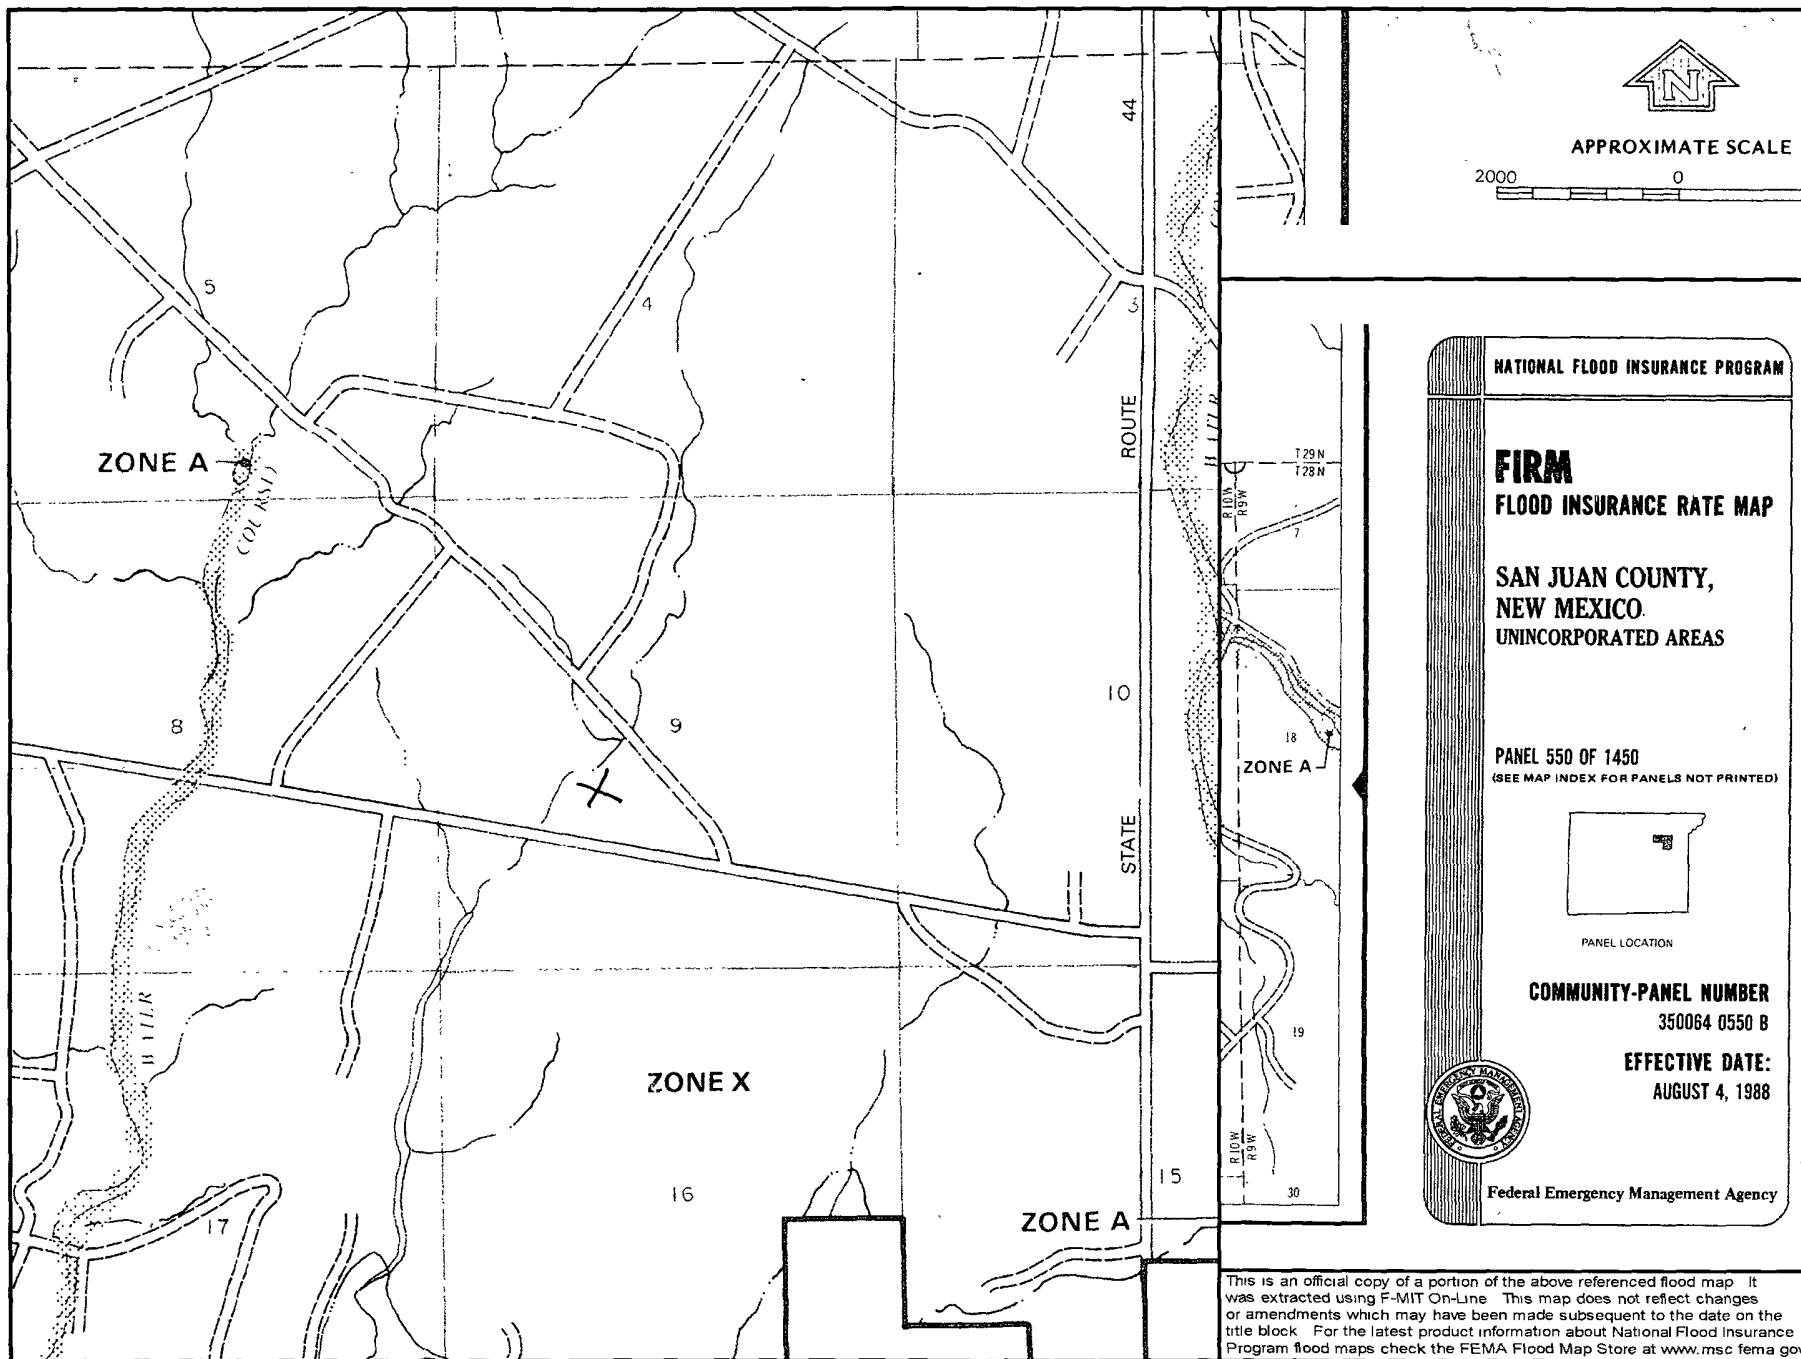 44
N
APPROXIMATE SCALE
2000 0
5
4
3
NATIONAL FLOOD INSURANCE PROGRAM
ROUTE
T29N
T28N
ZONE A
COURSE)
R10W
R9W
7
FIRM
FLOOD INSURANCE RATE MAP
SAN JUAN COUNTY,
NEW MEXICO
UNINCORPORATED AREAS
8
9
10
18
ZONE A
PANEL 550 OF 1450
(SEE MAP INDEX FOR PANELS NOT PRINTED)
STATE
PANEL LOCATION
COMMUNITY-PANEL NUMBER
350064 0550 B
19
ZONE X
EFFECTIVE DATE:
AUGUST 4, 1988
FEDERAL EMERGENCY MANAGEMENT AGENCY
R10W
R9W
16
15
30
17
ZONE A
Federal Emergency Management Agency
This is an official copy of a portion of the above referenced flood map It
was extracted using F-MIT On-Line This map does not reflect changes
or amendments which may have been made subsequent to the date on the
title block For the latest product information about National Flood Insurance
Program flood maps check the FEMA Flood Map Store at www.msc fema gov